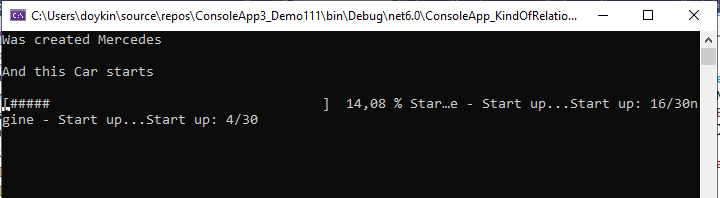 C:\Users\doykin\source\repos\ConsoleApp3_Demo111\bin\Debug\net6.0\ConsoleApp_KindOfRelatio...
Was created Mercedes
And this Car starts
[##### ] 14,08 % Star…e - Start up...Start up: 16/30n
gine - Start up...Start up: 4/30